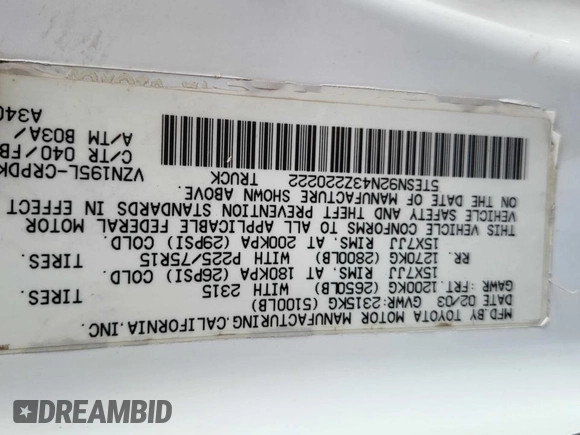 MFD.BY TOYOTA MOTOR MANUFACTURING.CALIFORNIA,INC.
DATE 02/03 GVWR:2315KG (5100LB)
GAWR:FRT.1200KG (2650LB) WITH 2315 TIRES
15X7JJ RIMS. AT 180KPA (26PSI) COLD.
RR. 1270KG (2800LB) WITH P225/75R15 TIRES
15X7JJ RIMS. AT 200KPA (29PSI) COLD.
THIS VEHICLE CONFORMS TO ALL APPLICABLE FEDERAL MOTOR
VEHICLE SAFETY AND THEFT PREVENTION STANDARDS IN EFFECT
ON THE DATE OF MANUFACTURE SHOWN ABOVE.
5TESN92N43Z220222 TRUCK
VZN195L-CRPDK
C/TR 040/FB
A/TM B03A/
A340
DREAMBID